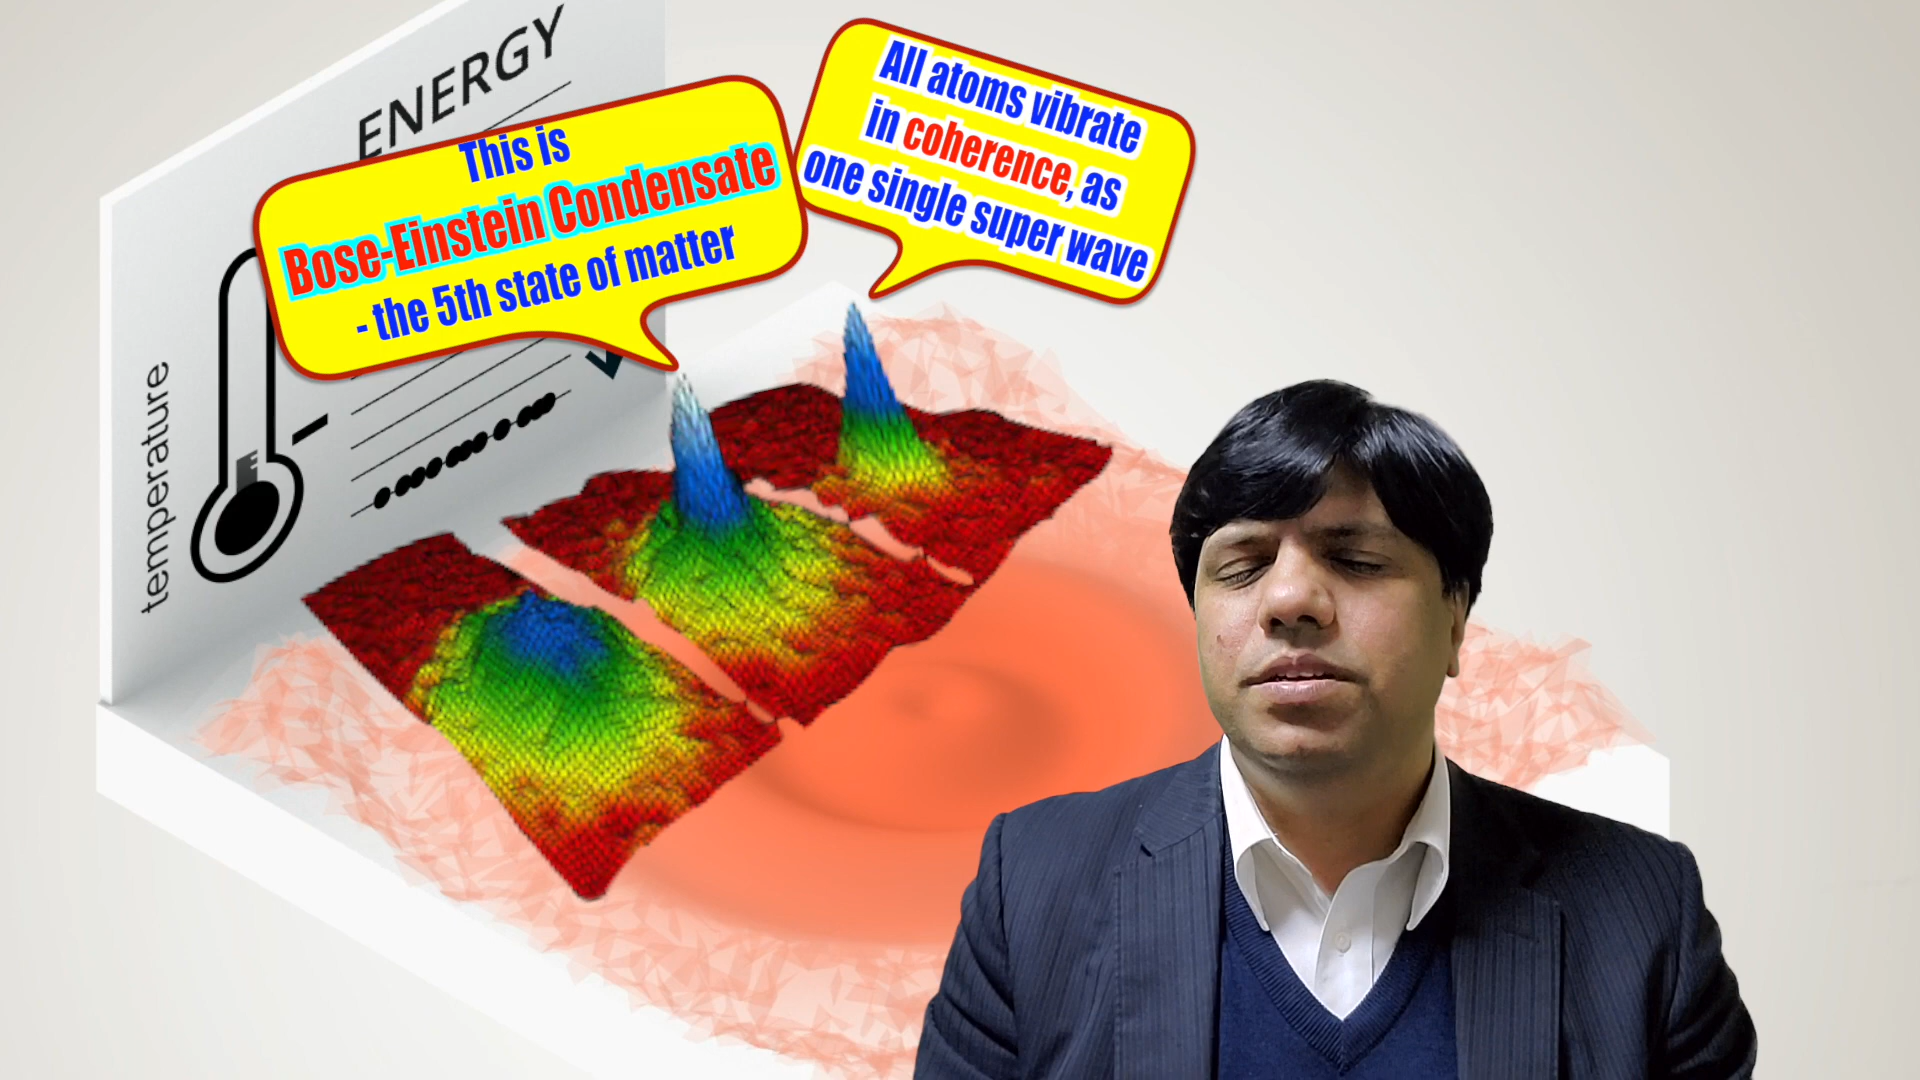 ENERGY
This is
Bose-Einstein Condensate
- the 5th state of matter
All atoms vibrate
in coherence, as
one single super wave
temperature